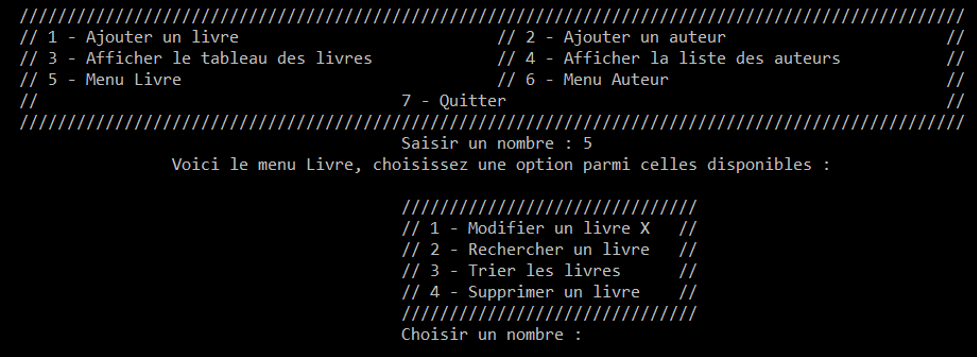 ///////////////////////////////////////////////////////////////////////////////////////////////////
// 1 - Ajouter un livre                           // 2 - Ajouter un auteur                       //
// 3 - Afficher le tableau des livres             // 4 - Afficher la liste des auteurs           //
// 5 - Menu Livre                                 // 6 - Menu Auteur                             //
//                                      7 - Quitter                                              //
///////////////////////////////////////////////////////////////////////////////////////////////////
Saisir un nombre : 5
Voici le menu Livre, choisissez une option parmi celles disponibles :
///////////////////////////////
// 1 - Modifier un livre X   //
// 2 - Rechercher un livre   //
// 3 - Trier les livres      //
// 4 - Supprimer un livre    //
///////////////////////////////
Choisir un nombre :